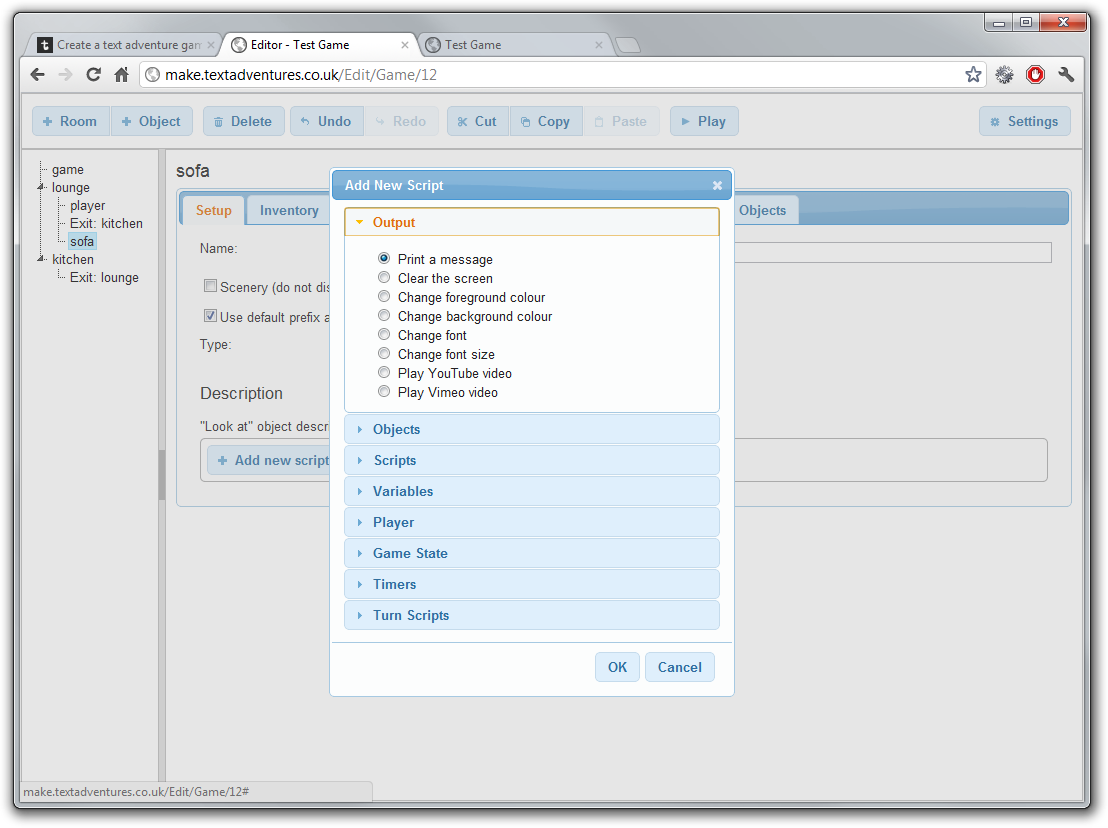 Create a text adventure gam
Editor - Test Game
Test Game
make.textadventures.co.uk/Edit/Game/12
Room Object Delete Undo Redo Cut Copy Paste Play Settings
game
lounge
player
Exit: kitchen
sofa
kitchen
Exit: lounge
sofa
Setup Inventory Objects
Name:
Scenery (do not dis
Use default prefix a
Type:
Description
"Look at" object descr
Add new script
Add New Script
Output
Print a message
Clear the screen
Change foreground colour
Change background colour
Change font
Change font size
Play YouTube video
Play Vimeo video
Objects
Scripts
Variables
Player
Game State
Timers
Turn Scripts
OK Cancel
make.textadventures.co.uk/Edit/Game/12#